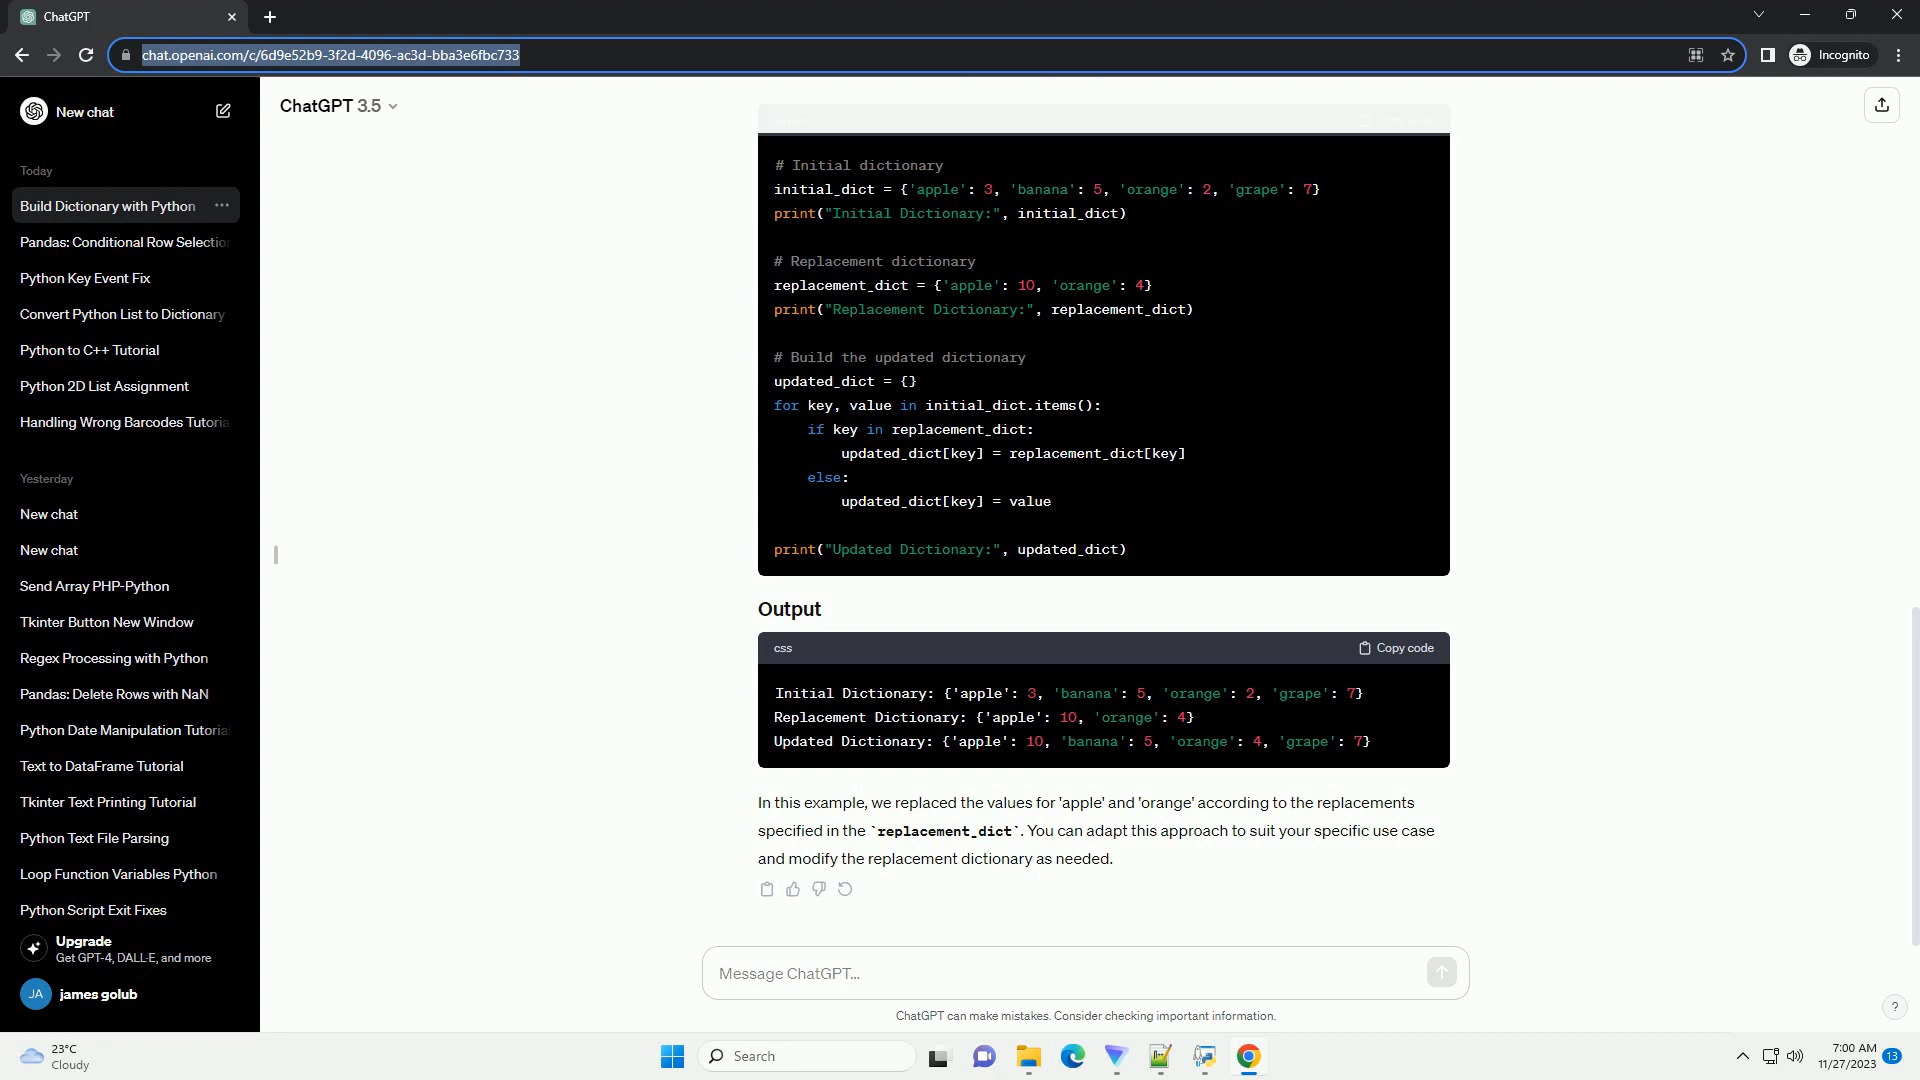 ChatGPT
chat.openai.com/c/6d9e52b9-3f2d-4096-ac3d-bba3e6fbc733
Incognito
New chat
Today
Build Dictionary with Python
Pandas: Conditional Row Selectio
Python Key Event Fix
Convert Python List to Dictionary
Python to C++ Tutorial
Python 2D List Assignment
Handling Wrong Barcodes Tutoria
Yesterday
New chat
New chat
Send Array PHP-Python
Tkinter Button New Window
Regex Processing with Python
Pandas: Delete Rows with NaN
Python Date Manipulation Tutorial
Text to DataFrame Tutorial
Tkinter Text Printing Tutorial
Python Text File Parsing
Loop Function Variables Python
Python Script Exit Fixes
Upgrade
Get GPT-4, DALL·E, and more
JA james golub
ChatGPT 3.5
# Initial dictionary
initial_dict = {'apple': 3, 'banana': 5, 'orange': 2, 'grape': 7}
print("Initial Dictionary:", initial_dict)
# Replacement dictionary
replacement_dict = {'apple': 10, 'orange': 4}
print("Replacement Dictionary:", replacement_dict)
# Build the updated dictionary
updated_dict = {}
for key, value in initial_dict.items():
    if key in replacement_dict:
        updated_dict[key] = replacement_dict[key]
    else:
        updated_dict[key] = value
print("Updated Dictionary:", updated_dict)
Output
css Copy code
Initial Dictionary: {'apple': 3, 'banana': 5, 'orange': 2, 'grape': 7}
Replacement Dictionary: {'apple': 10, 'orange': 4}
Updated Dictionary: {'apple': 10, 'banana': 5, 'orange': 4, 'grape': 7}
In this example, we replaced the values for 'apple' and 'orange' according to the replacements
specified in the `replacement_dict`. You can adapt this approach to suit your specific use case
and modify the replacement dictionary as needed.
Message ChatGPT...
ChatGPT can make mistakes. Consider checking important information.
?
23°C
Cloudy
Search
7:00 AM
11/27/2023
13